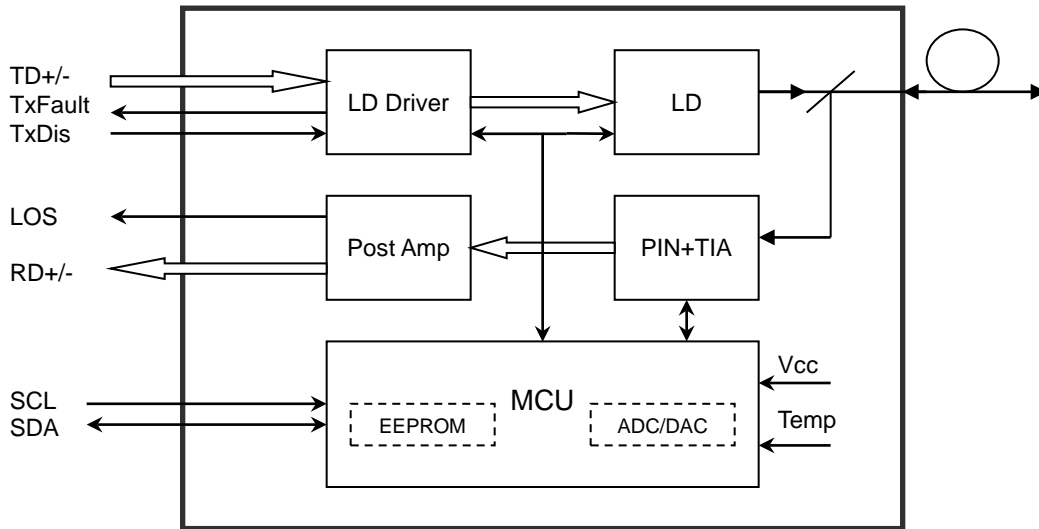 TD+/-
TxFault
TxDis
LD Driver
LD
LOS
RD+/-
Post Amp
PIN+TIA
SCL
SDA
MCU
EEPROM
ADC/DAC
Vcc
Temp